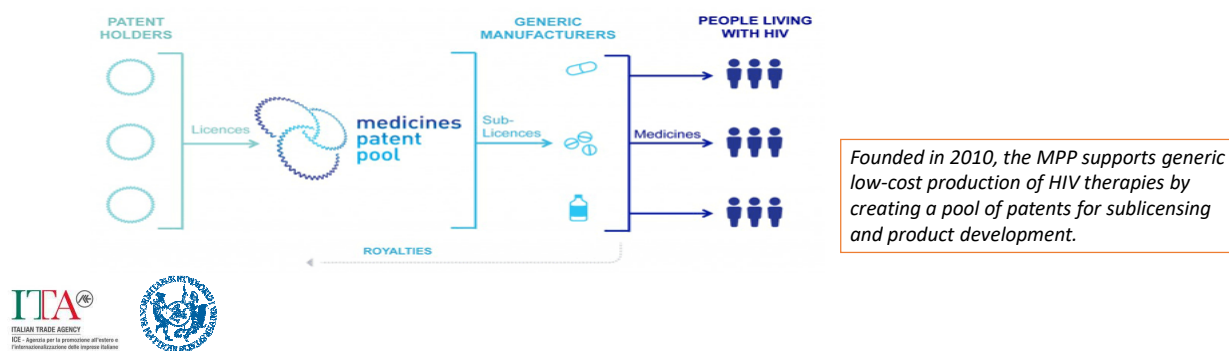 PATENT
HOLDERS
GENERIC
MANUFACTURERS
PEOPLE LIVING
WITH HIV
Licences
medicines
patent
pool
Sub-
Licences
Medicines
ROYALTIES
Founded in 2010, the MPP supports generic
low-cost production of HIV therapies by
creating a pool of patents for sublicensing
and product development.
ITA
ITALIAN TRADE AGENCY
ICE - Agenzia per la promozione all'estero e
l'internazionalizzazione delle imprese italiane